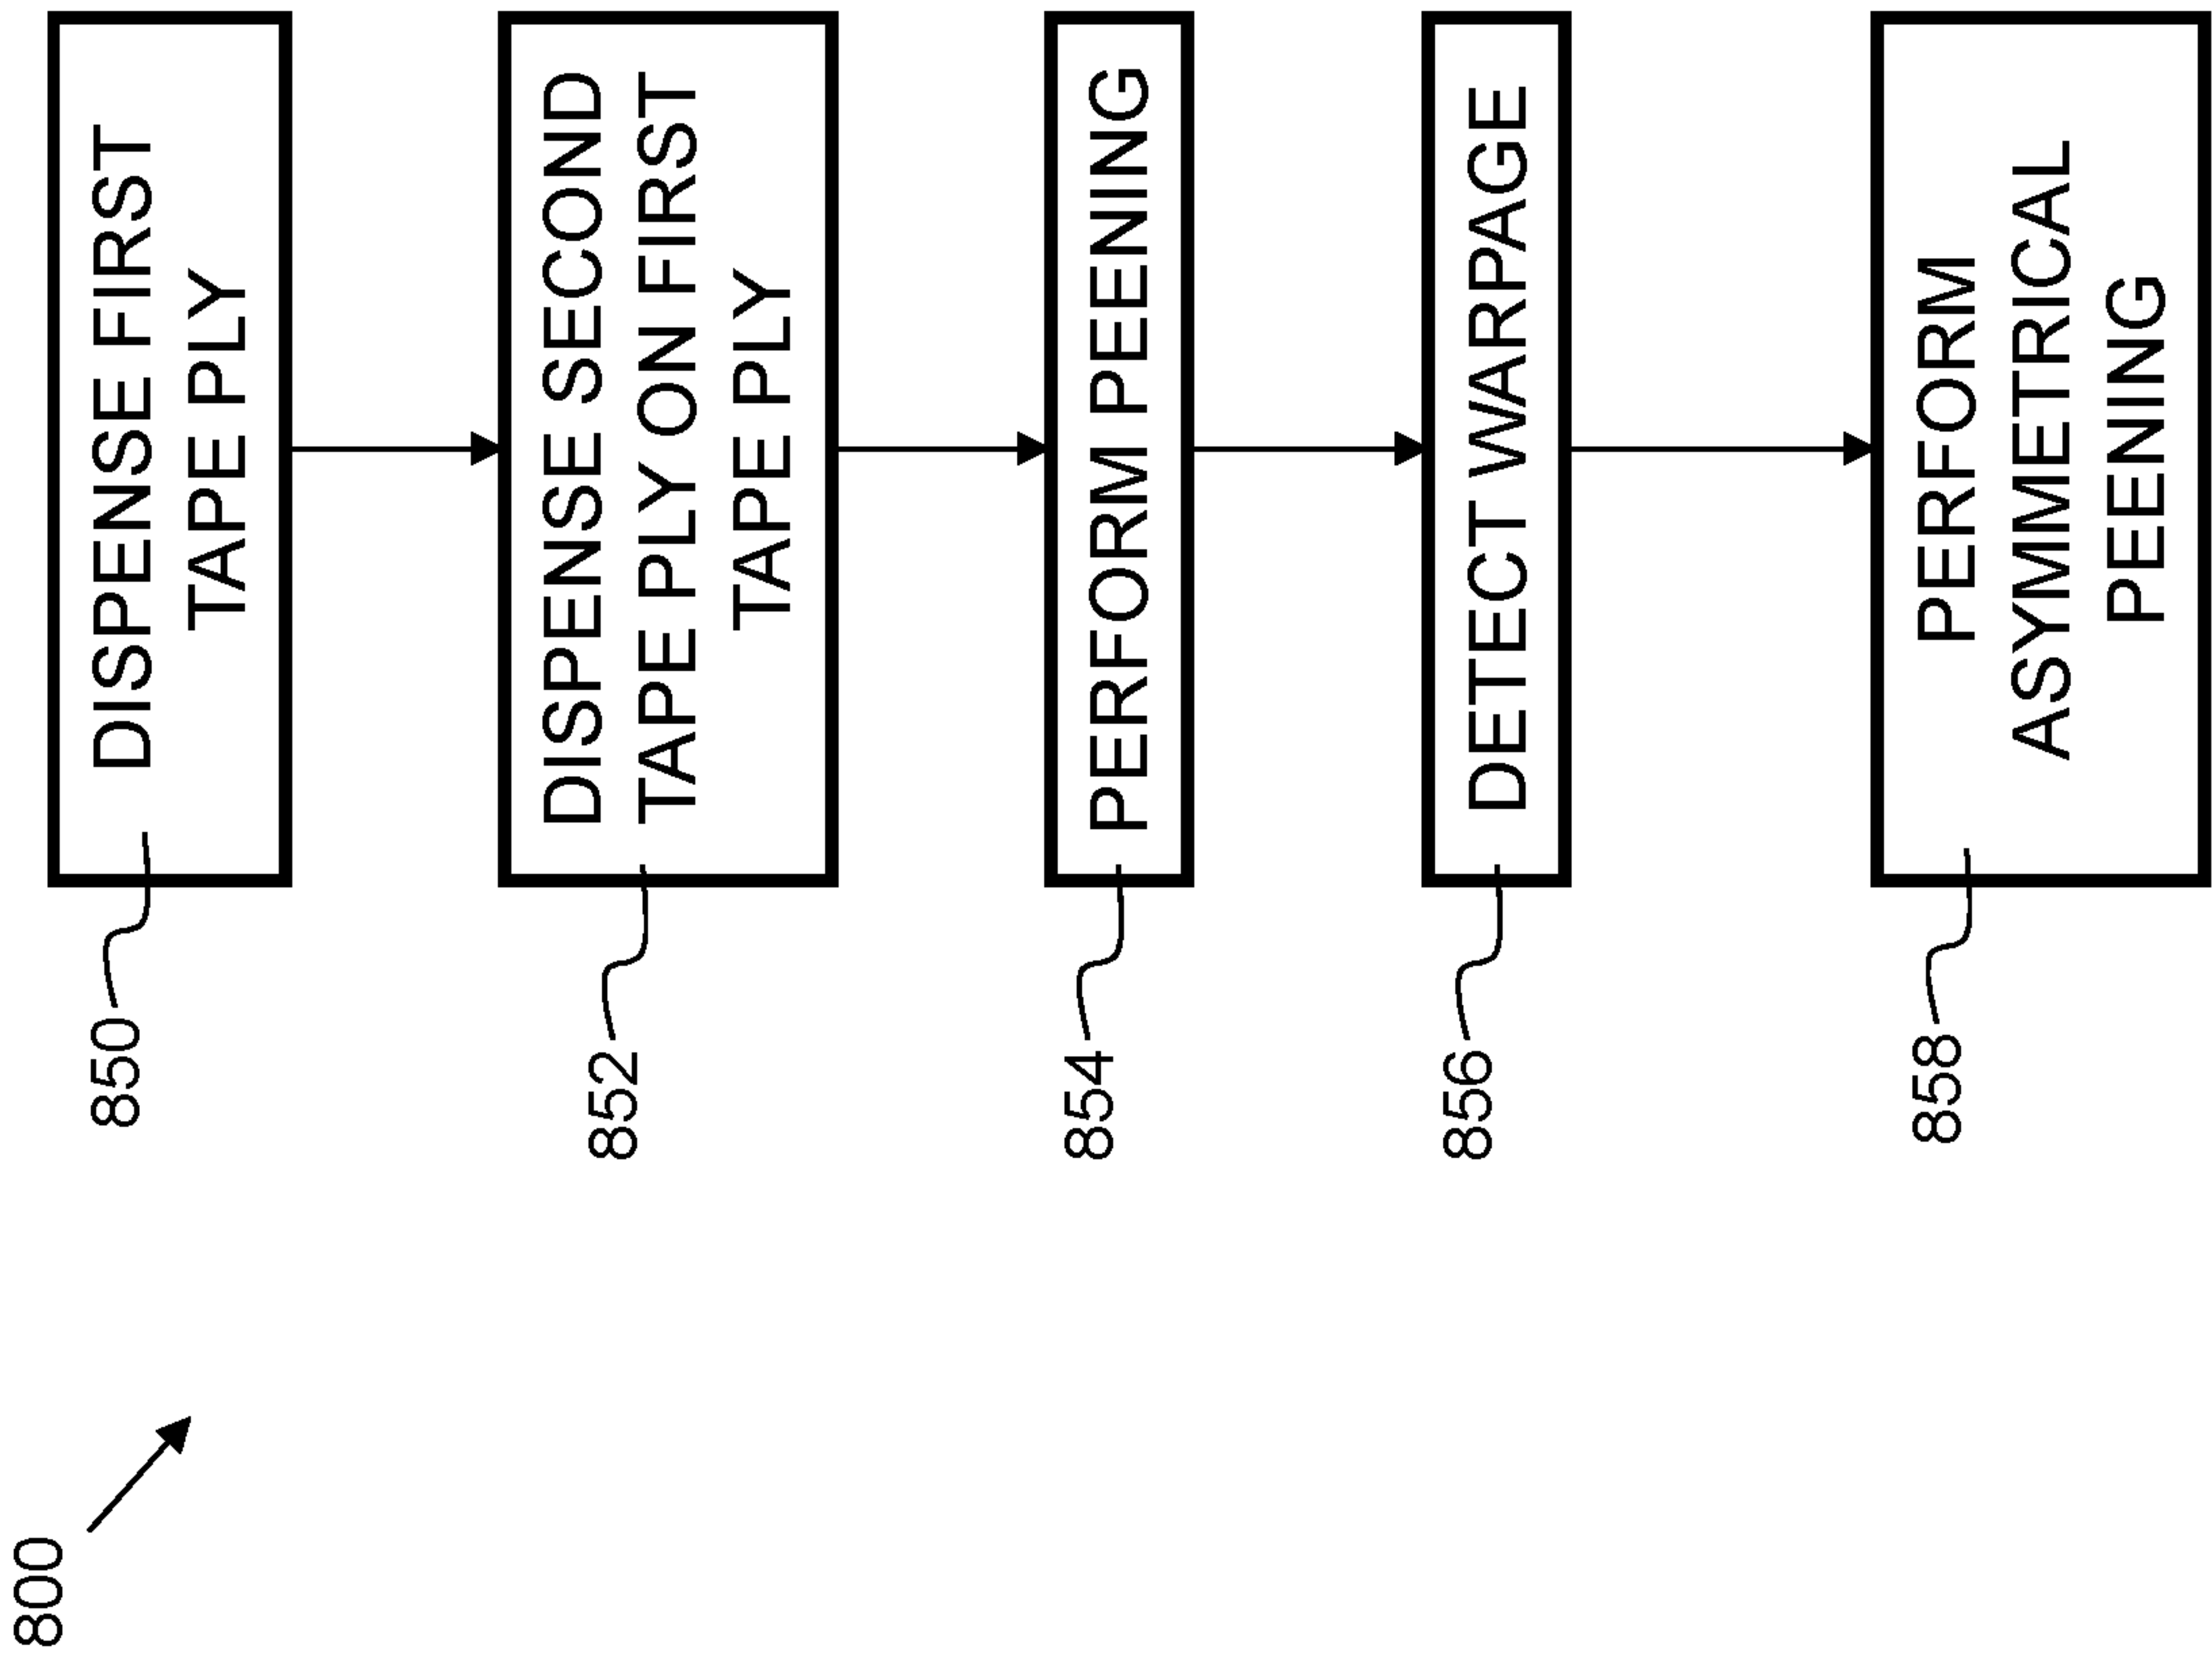 800
850
DISPENSE FIRST
TAPE PLY
852
DISPENSE SECOND
TAPE PLY ON FIRST
TAPE PLY
854
PERFORM PEENING
856
DETECT WARPAGE
858
PERFORM
ASYMMETRICAL
PEENING